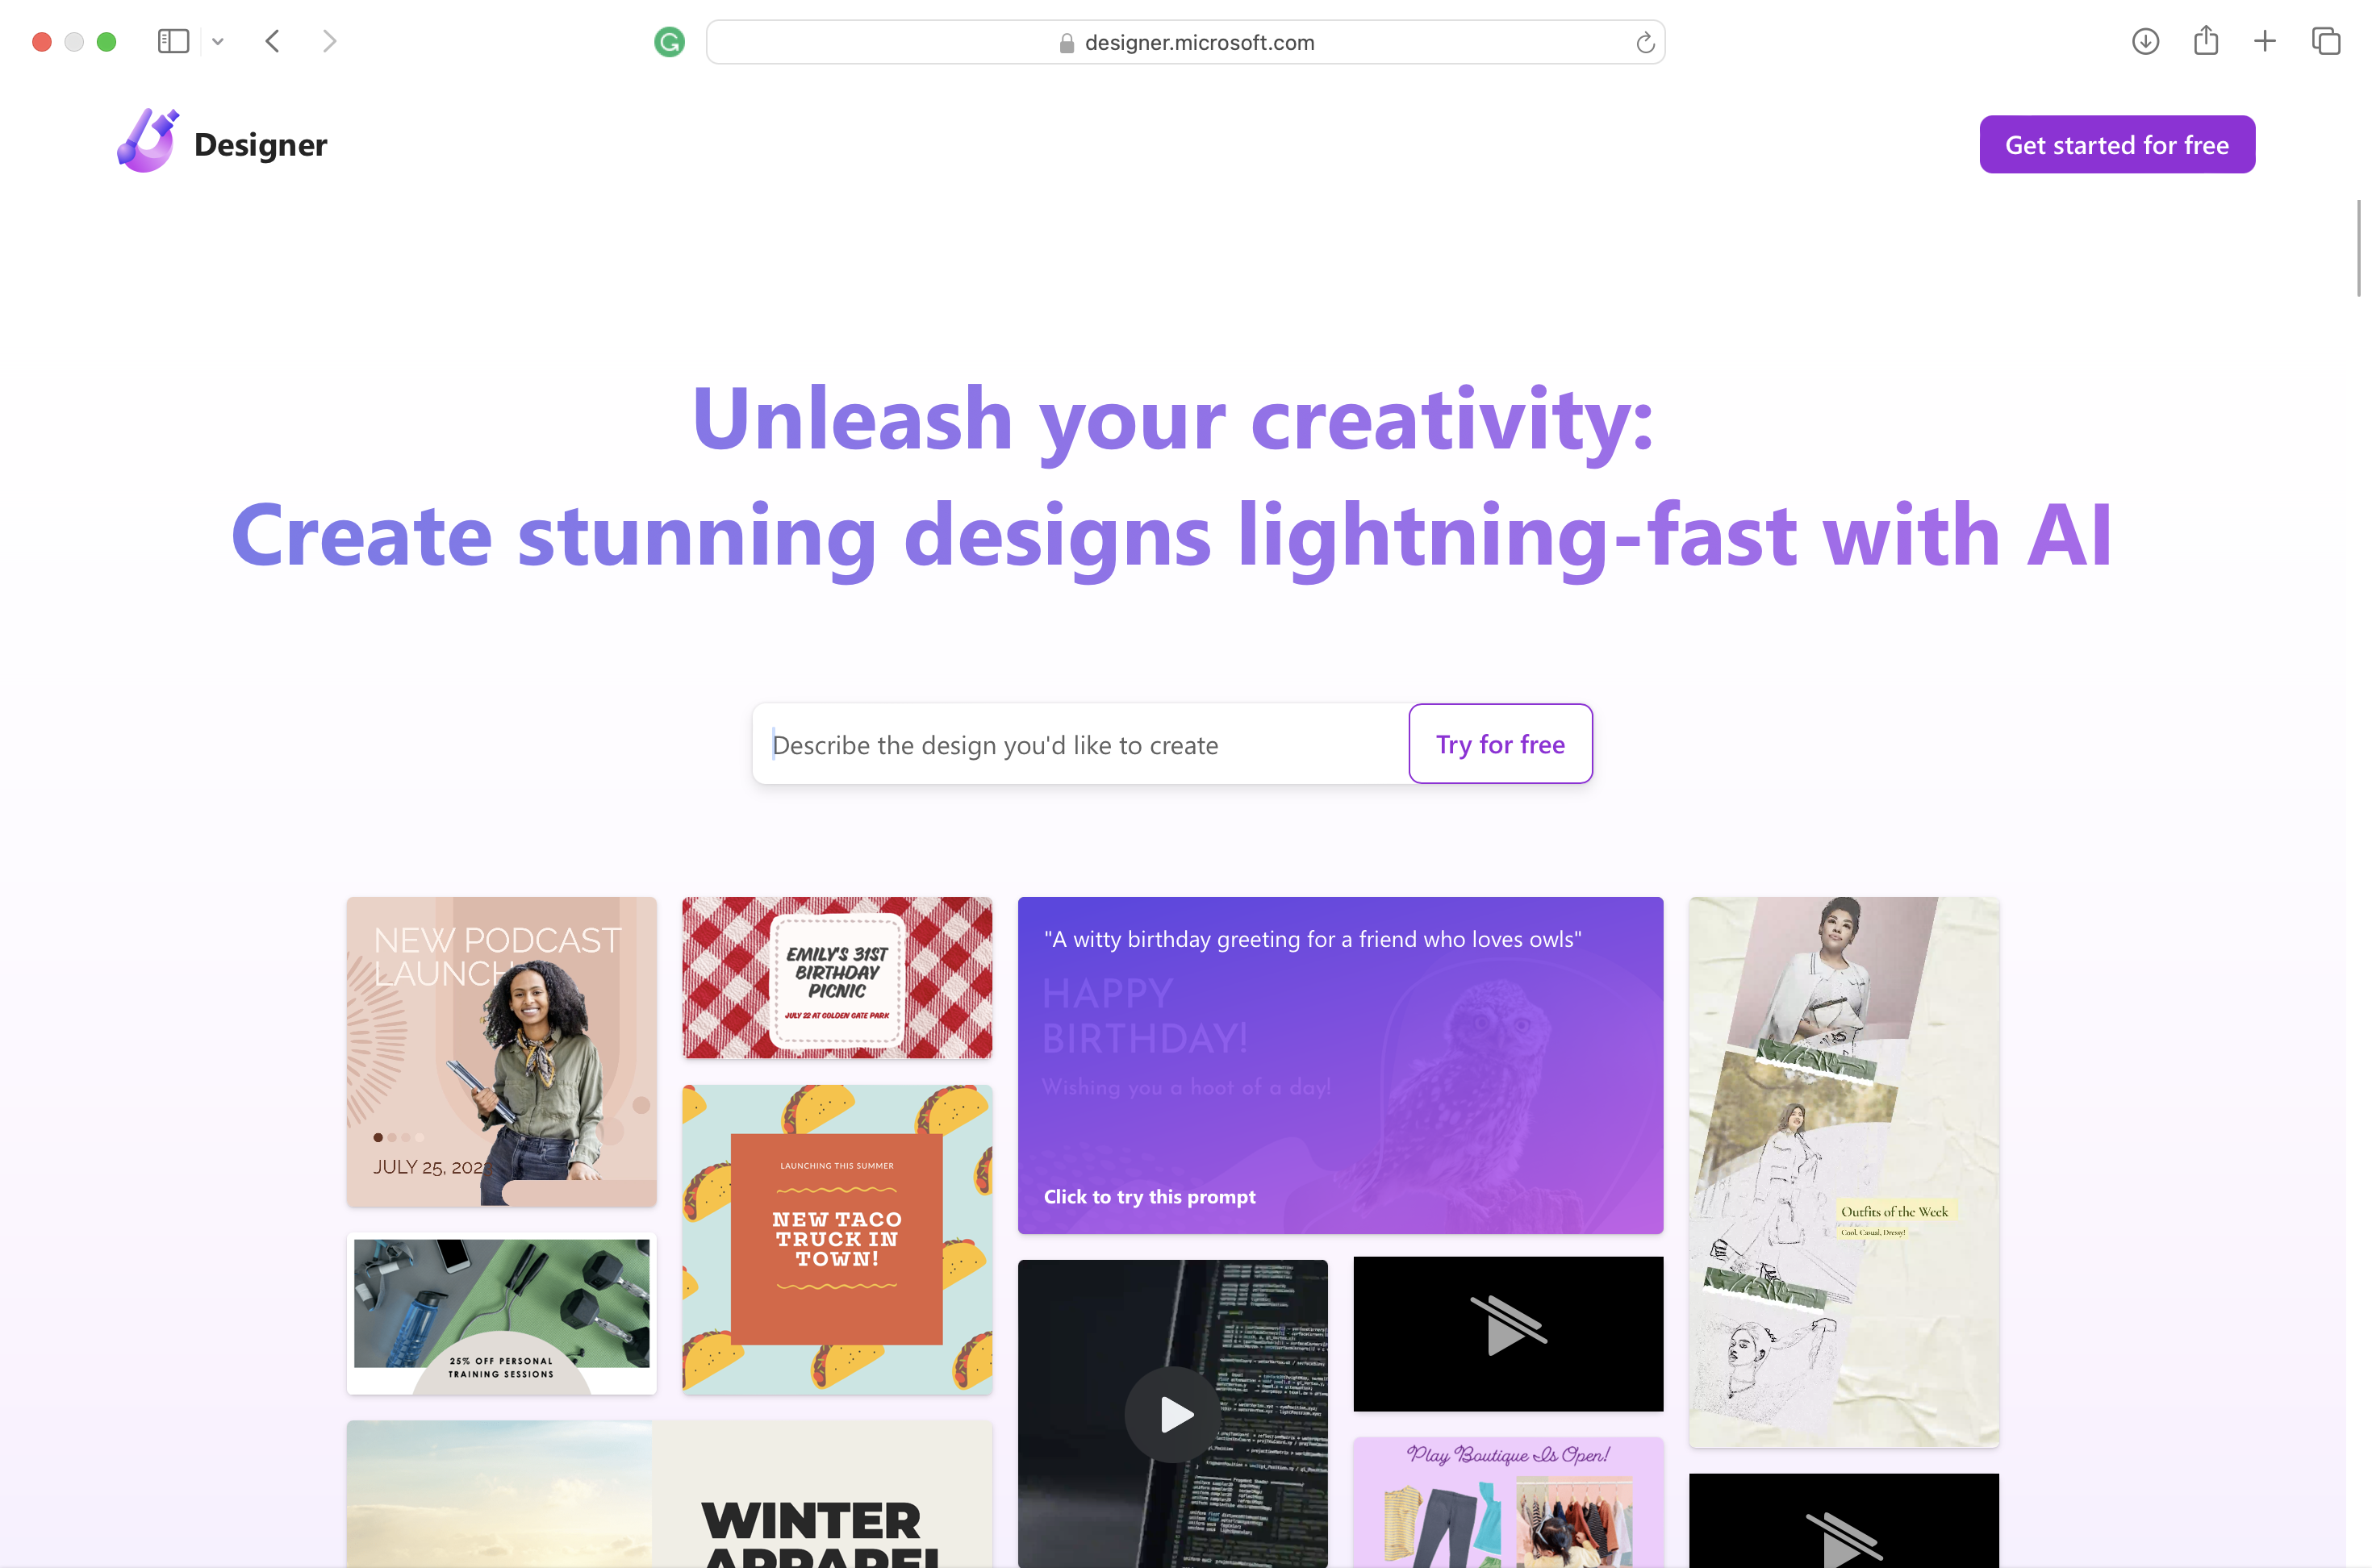 designer.microsoft.com
Designer
Get started for free
Unleash your creativity:
Create stunning designs lightning-fast with AI
Describe the design you'd like to create
Try for free
NEW PODCAST
LAUNCH
JULY 25, 202
EMILY'S 31ST
BIRTHDAY
PICNIC
JULY 22 AT GOLDEN GATE PARK
"A witty birthday greeting for a friend who loves owls"
HAPPY
BIRTHDAY!
Wishing you a hoot of a day!
Click to try this prompt
LAUNCHING THIS SUMMER
NEW TACO
TRUCK IN
TOWN!
Outfits of the Week
Cool, Casual, Dressy!
25% OFF PERSONAL
TRAINING SESSIONS
Play Boutique Is Open!
WINTER
APPAREL